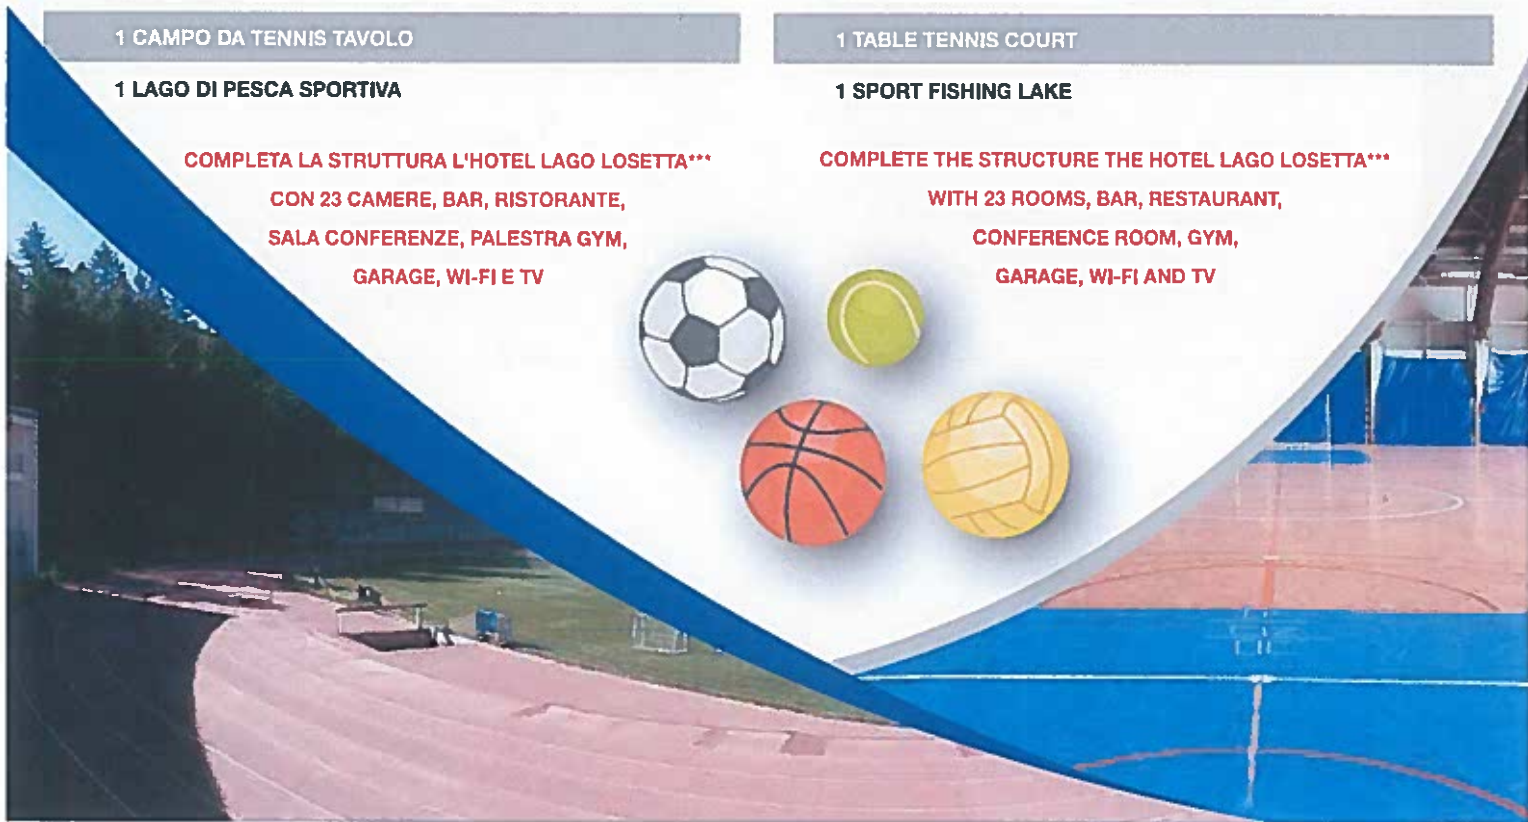 1 CAMPO DA TENNIS TAVOLO
1 LAGO DI PESCA SPORTIVA
COMPLETA LA STRUTTURA L'HOTEL LAGO LOSETTA***
CON 23 CAMERE, BAR, RISTORANTE,
SALA CONFERENZE, PALESTRA GYM,
GARAGE, WI-FI E TV
1 TABLE TENNIS COURT
1 SPORT FISHING LAKE
COMPLETE THE STRUCTURE THE HOTEL LAGO LOSETTA***
WITH 23 ROOMS, BAR, RESTAURANT,
CONFERENCE ROOM, GYM,
GARAGE, WI-FI AND TV